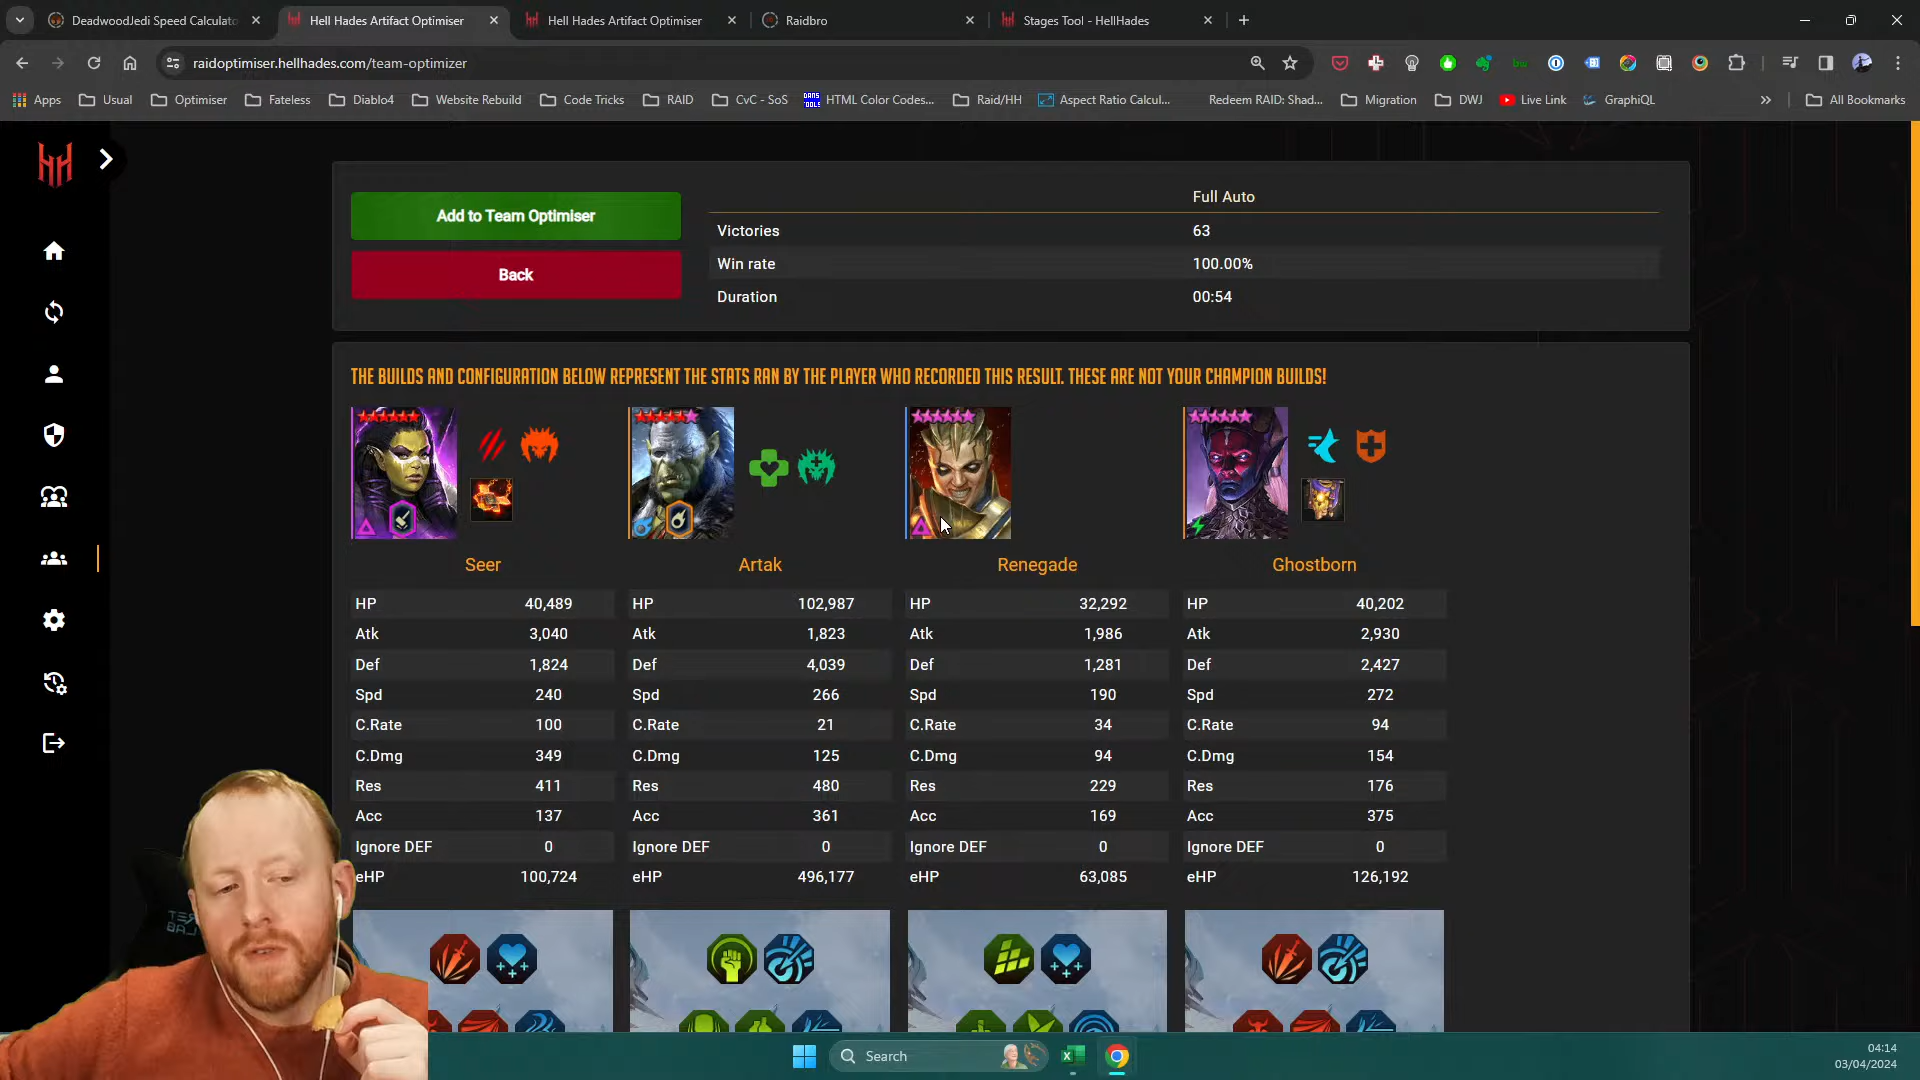 DeadwoodJedi Speed Calculato
Hell Hades Artifact Optimiser
Hell Hades Artifact Optimiser
Raidbro
Stages Tool - HellHades
raidoptimiser.hellhades.com/team-optimizer
Apps Usual Optimiser Fateless Diablo4 Website Rebuild Code Tricks RAID CvC - SoS HTML Color Codes... Raid/HH Aspect Ratio Calcul... Redeem RAID: Shad... Migration DWJ Live Link GraphiQL All Bookmarks
Add to Team Optimiser
Back
Full Auto
Victories 63
Win rate 100.00%
Duration 00:54
THE BUILDS AND CONFIGURATION BELOW REPRESENT THE STATS RAN BY THE PLAYER WHO RECORDED THIS RESULT. THESE ARE NOT YOUR CHAMPION BUILDS!
Seer Artak Renegade Ghostborn
HP 40,489 HP 102,987 HP 32,292 HP 40,202
Atk 3,040 Atk 1,823 Atk 1,986 Atk 2,930
Def 1,824 Def 4,039 Def 1,281 Def 2,427
Spd 240 Spd 266 Spd 190 Spd 272
C.Rate 100 C.Rate 21 C.Rate 34 C.Rate 94
C.Dmg 349 C.Dmg 125 C.Dmg 94 C.Dmg 154
Res 411 Res 480 Res 229 Res 176
Acc 137 Acc 361 Acc 169 Acc 375
Ignore DEF 0 Ignore DEF 0 Ignore DEF 0 Ignore DEF 0
eHP 100,724 eHP 496,177 eHP 63,085 eHP 126,192
Search
04:14
03/04/2024